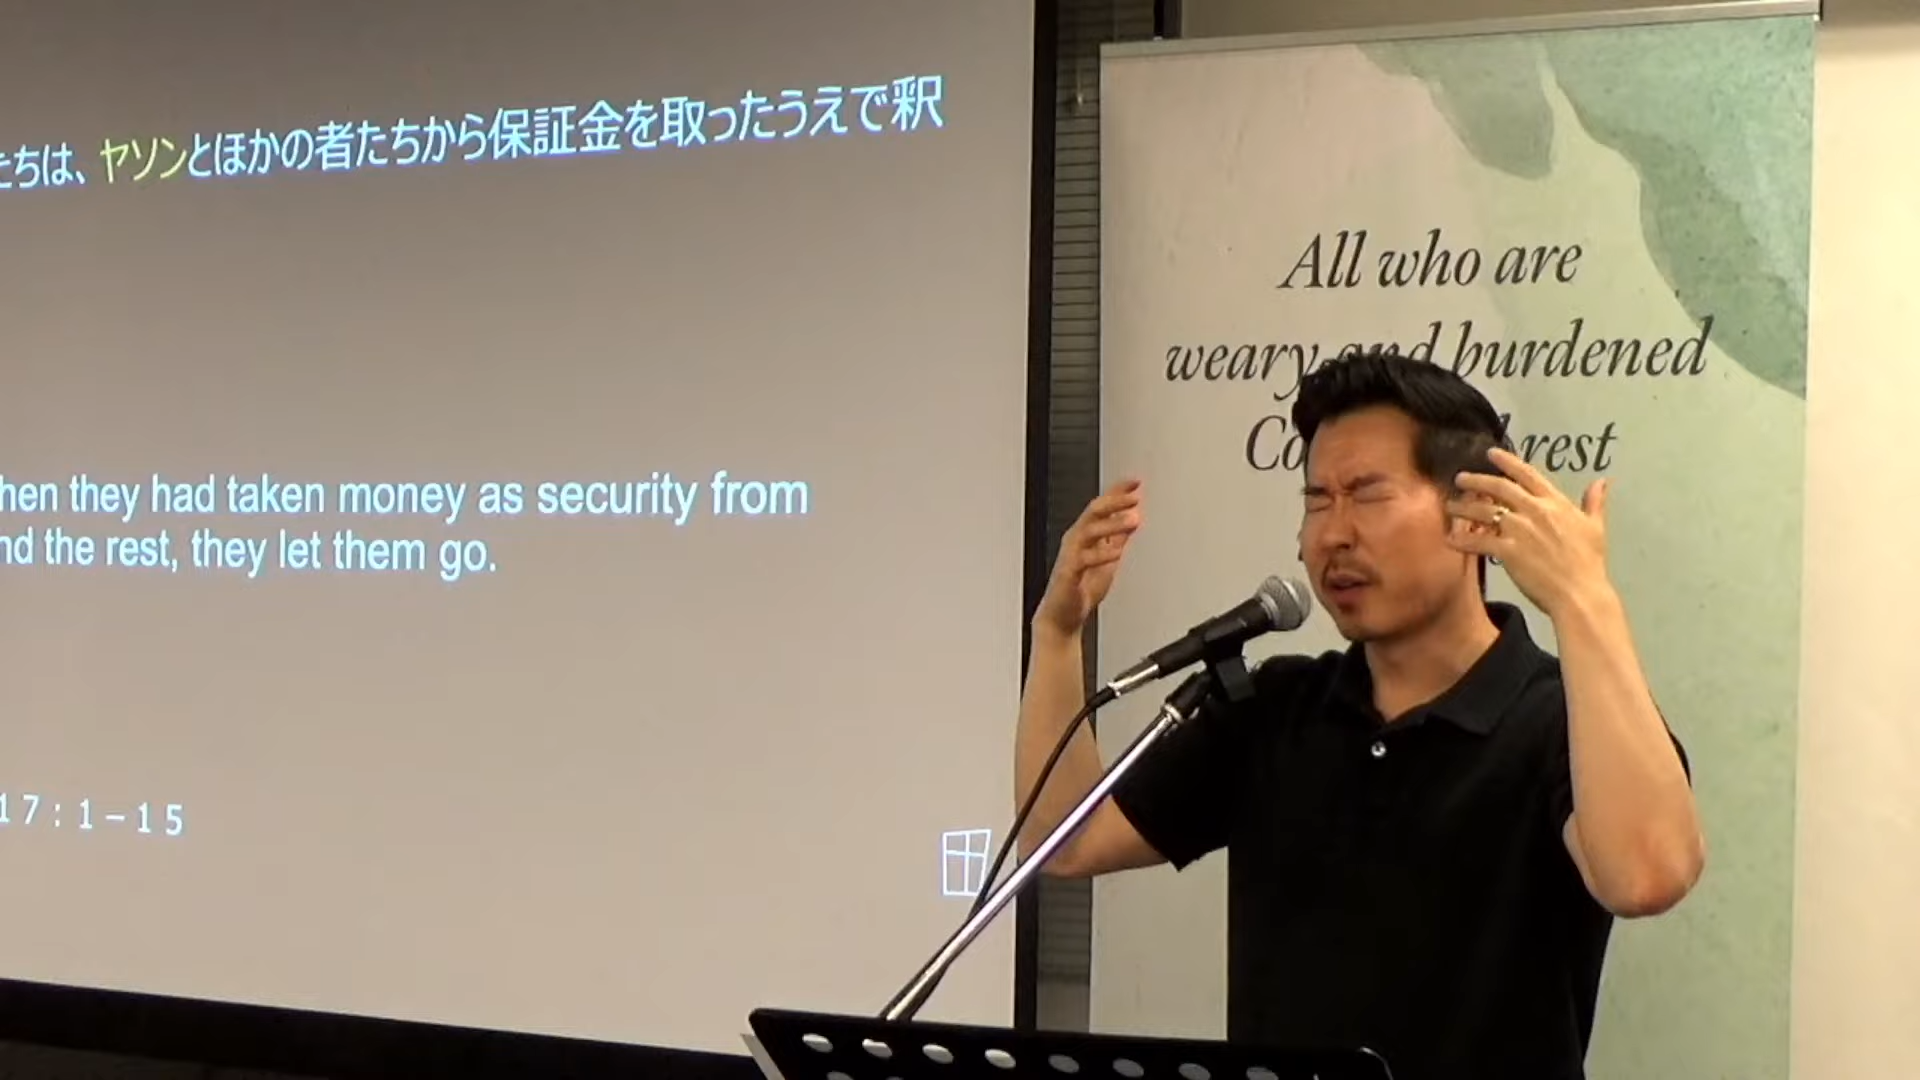 たちは、ヤソンとほかの者たちから保証金を取ったうえで釈
hen they had taken money as security from
nd the rest, they let them go.
17:1-15
All who are
weary and burdened
rest